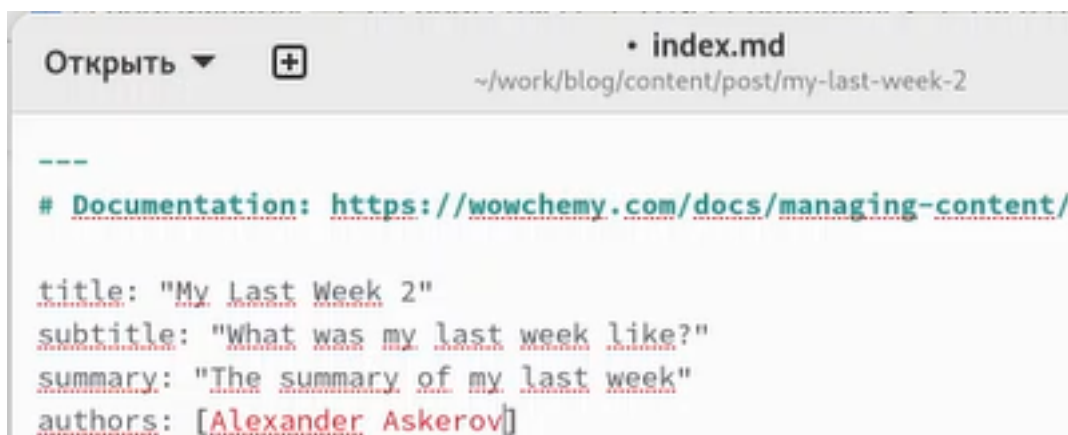 Открыть
• index.md
~/work/blog/content/post/my-last-week-2
---
# Documentation: https://wowchemy.com/docs/managing-content/
title: "My Last Week 2"
subtitle: "What was my last week like?"
summary: "The summary of my last week"
authors: [Alexander Askerov]